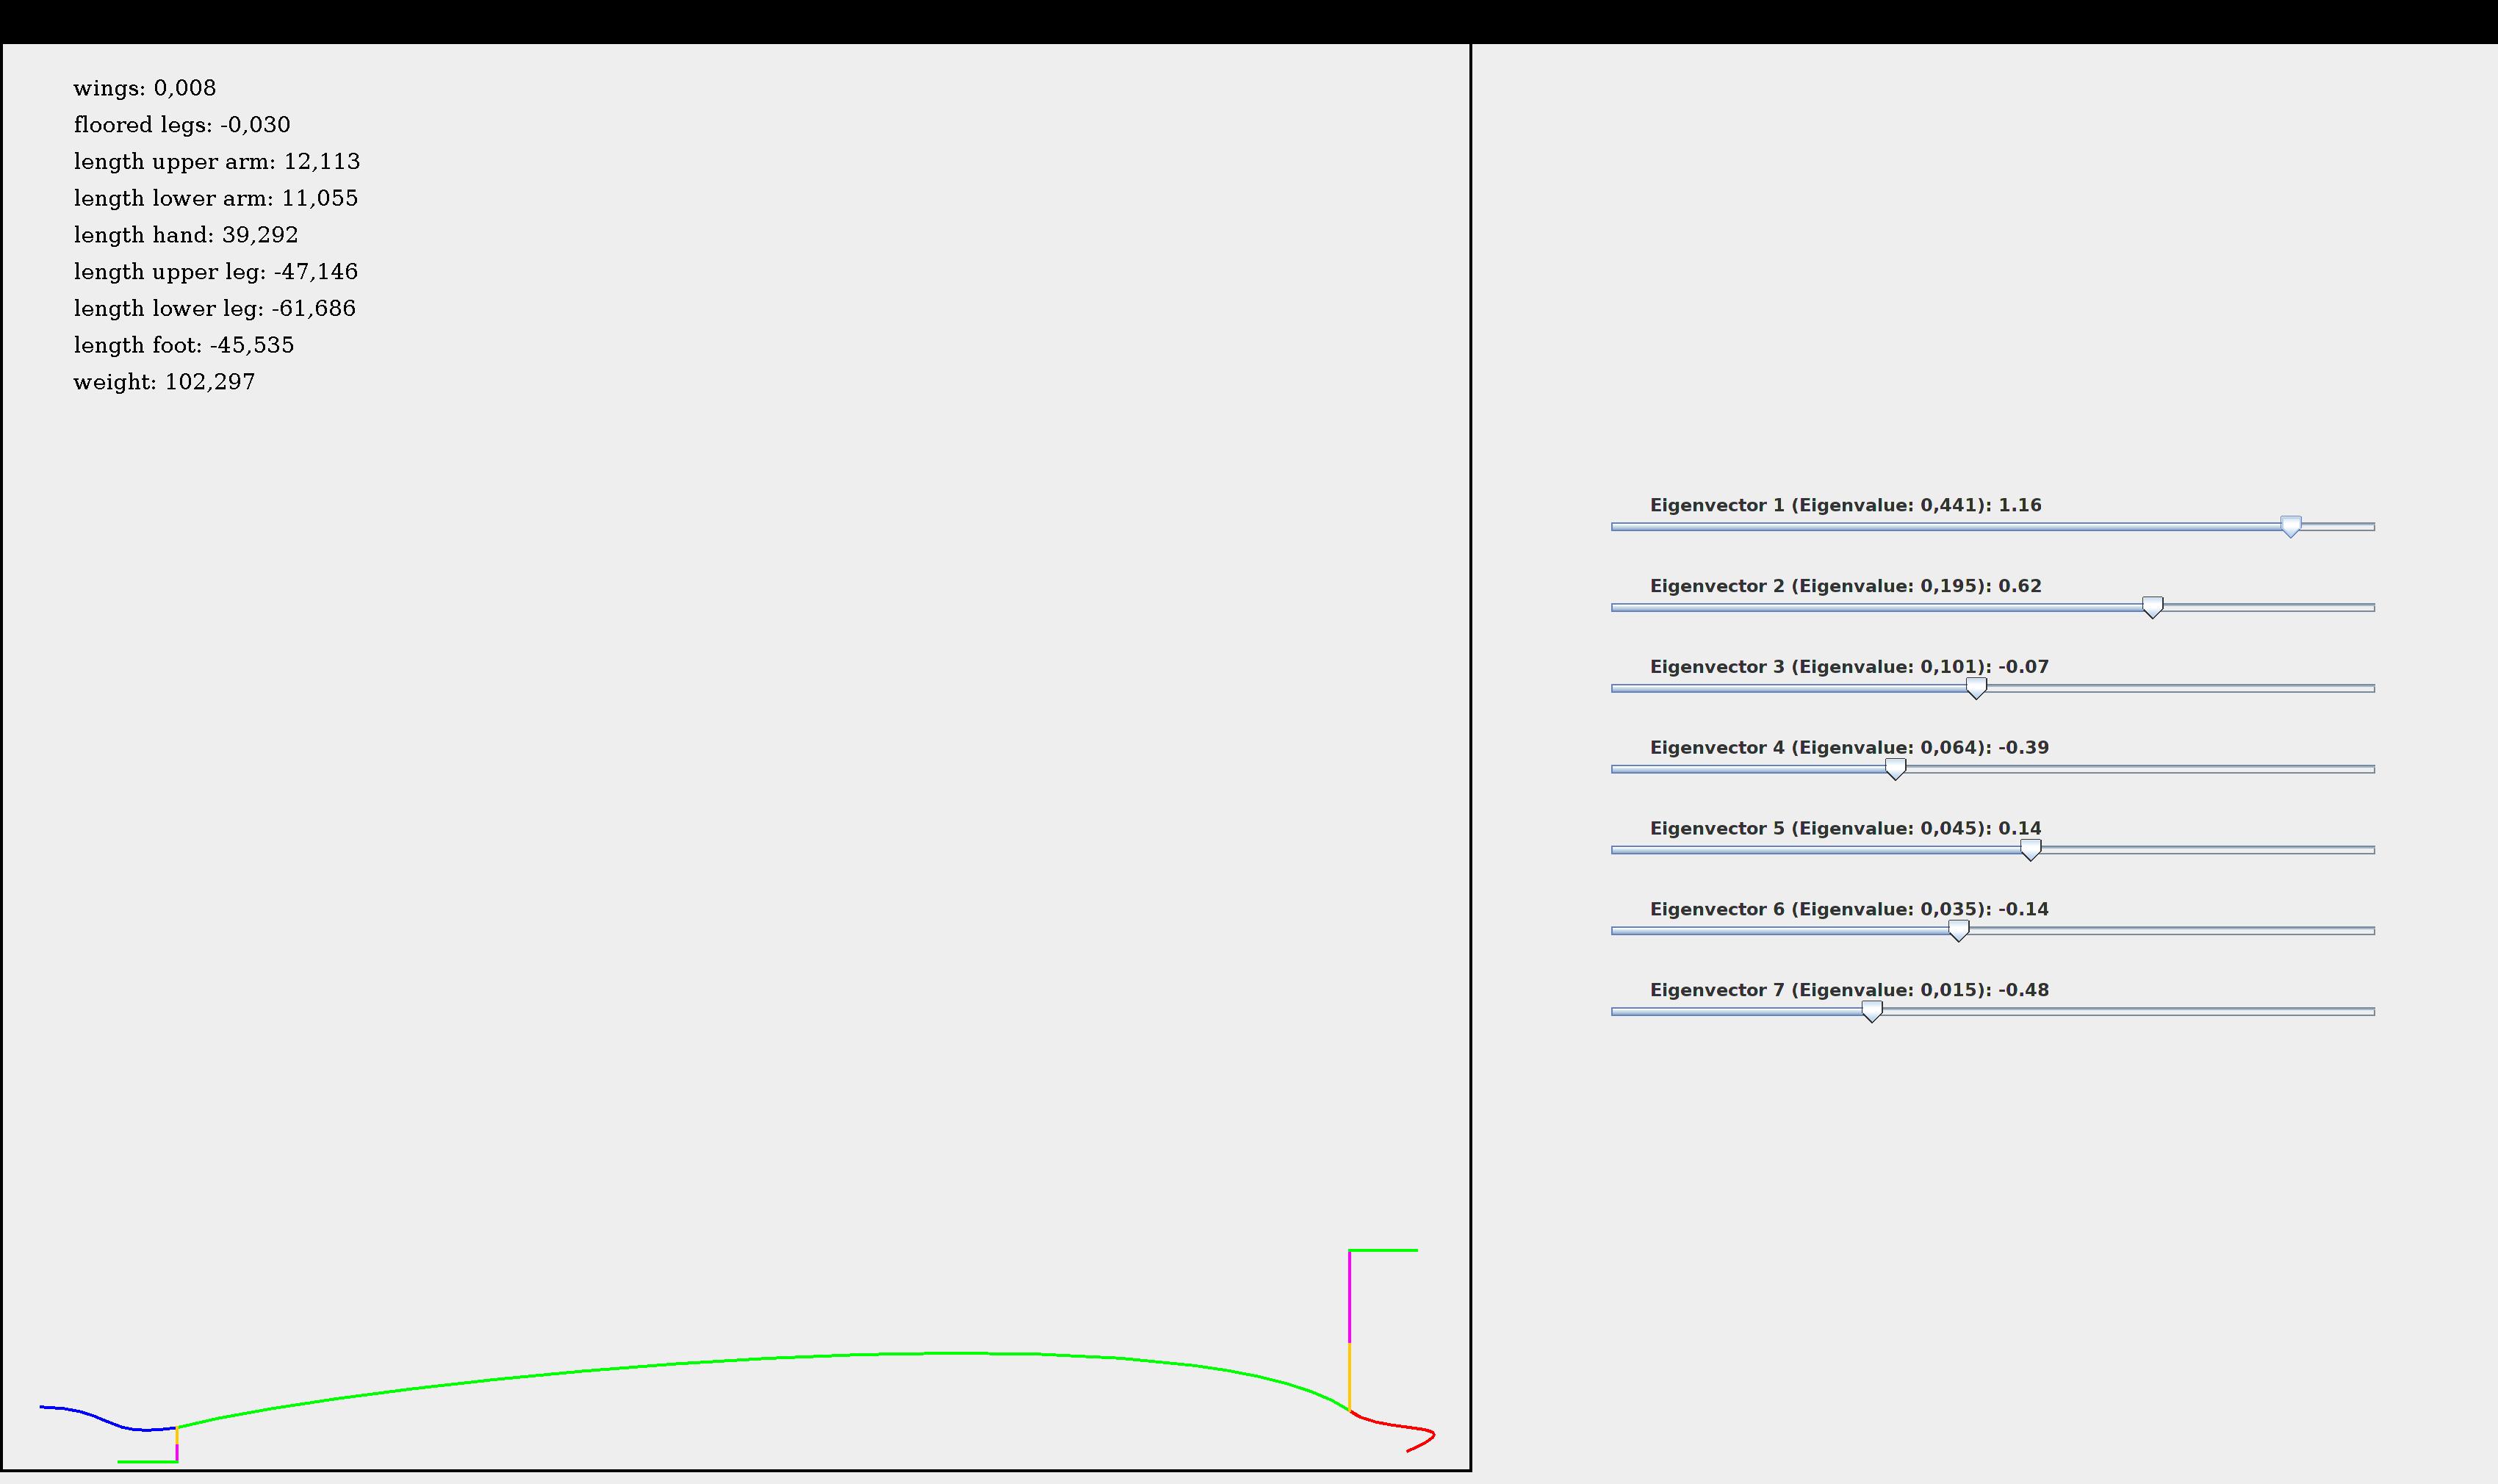 wings: 0,008
floored legs: -0,030
length upper arm: 12,113
length lower arm: 11,055
length hand: 39,292
length upper leg: -47,146
length lower leg: -61,686
length foot: -45,535
weight: 102,297
Eigenvector 1 (Eigenvalue: 0,441): 1.16
Eigenvector 2 (Eigenvalue: 0,195): 0.62
Eigenvector 3 (Eigenvalue: 0,101): -0.07
Eigenvector 4 (Eigenvalue: 0,064): -0.39
Eigenvector 5 (Eigenvalue: 0,045): 0.14
Eigenvector 6 (Eigenvalue: 0,035): -0.14
Eigenvector 7 (Eigenvalue: 0,015): -0.48